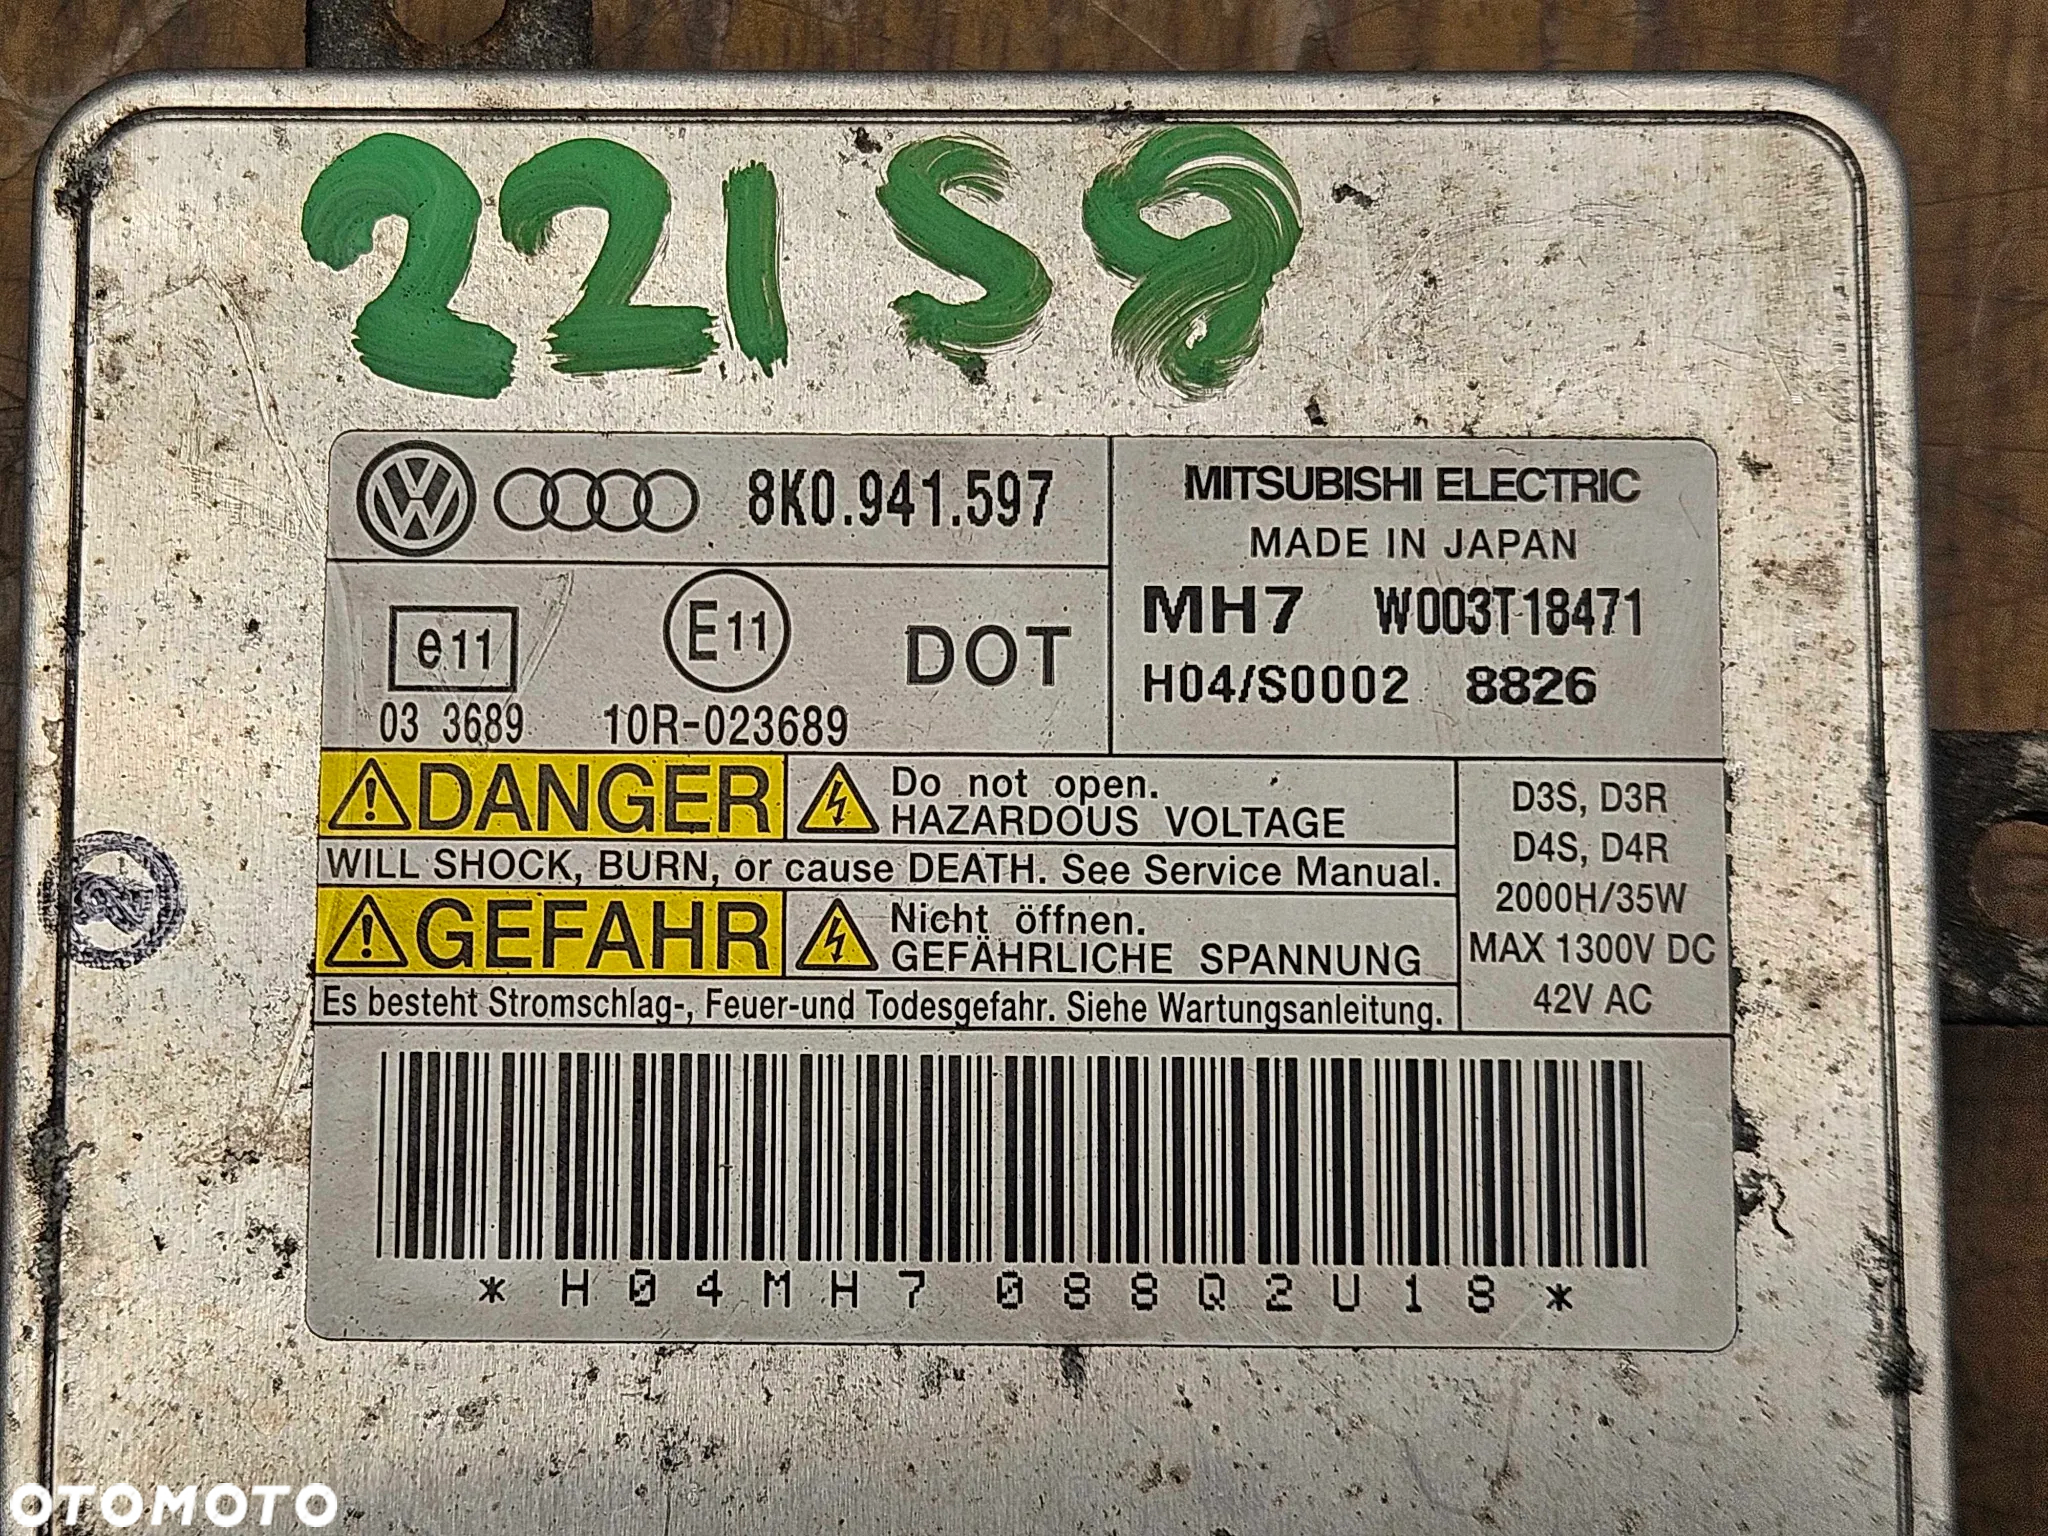 221 S8
8K0.941.597
MITSUBISHI ELECTRIC
MADE IN JAPAN
MH7 W003T18471
H04/S0002 8826
e11
E11
DOT
03 3689
10R-023689
DANGER
Do not open.
HAZARDOUS VOLTAGE
WILL SHOCK, BURN, or cause DEATH. See Service Manual.
GEFAHR
Nicht öffnen.
GEFÄHRLICHE SPANNUNG
Es besteht Stromschlag-, Feuer-und Todesgefahr. Siehe Wartungsanleitung.
D3S, D3R
D4S, D4R
2000H/35W
MAX 1300V DC
42V AC
*H04MH7088Q2U18*
OTOMOTO